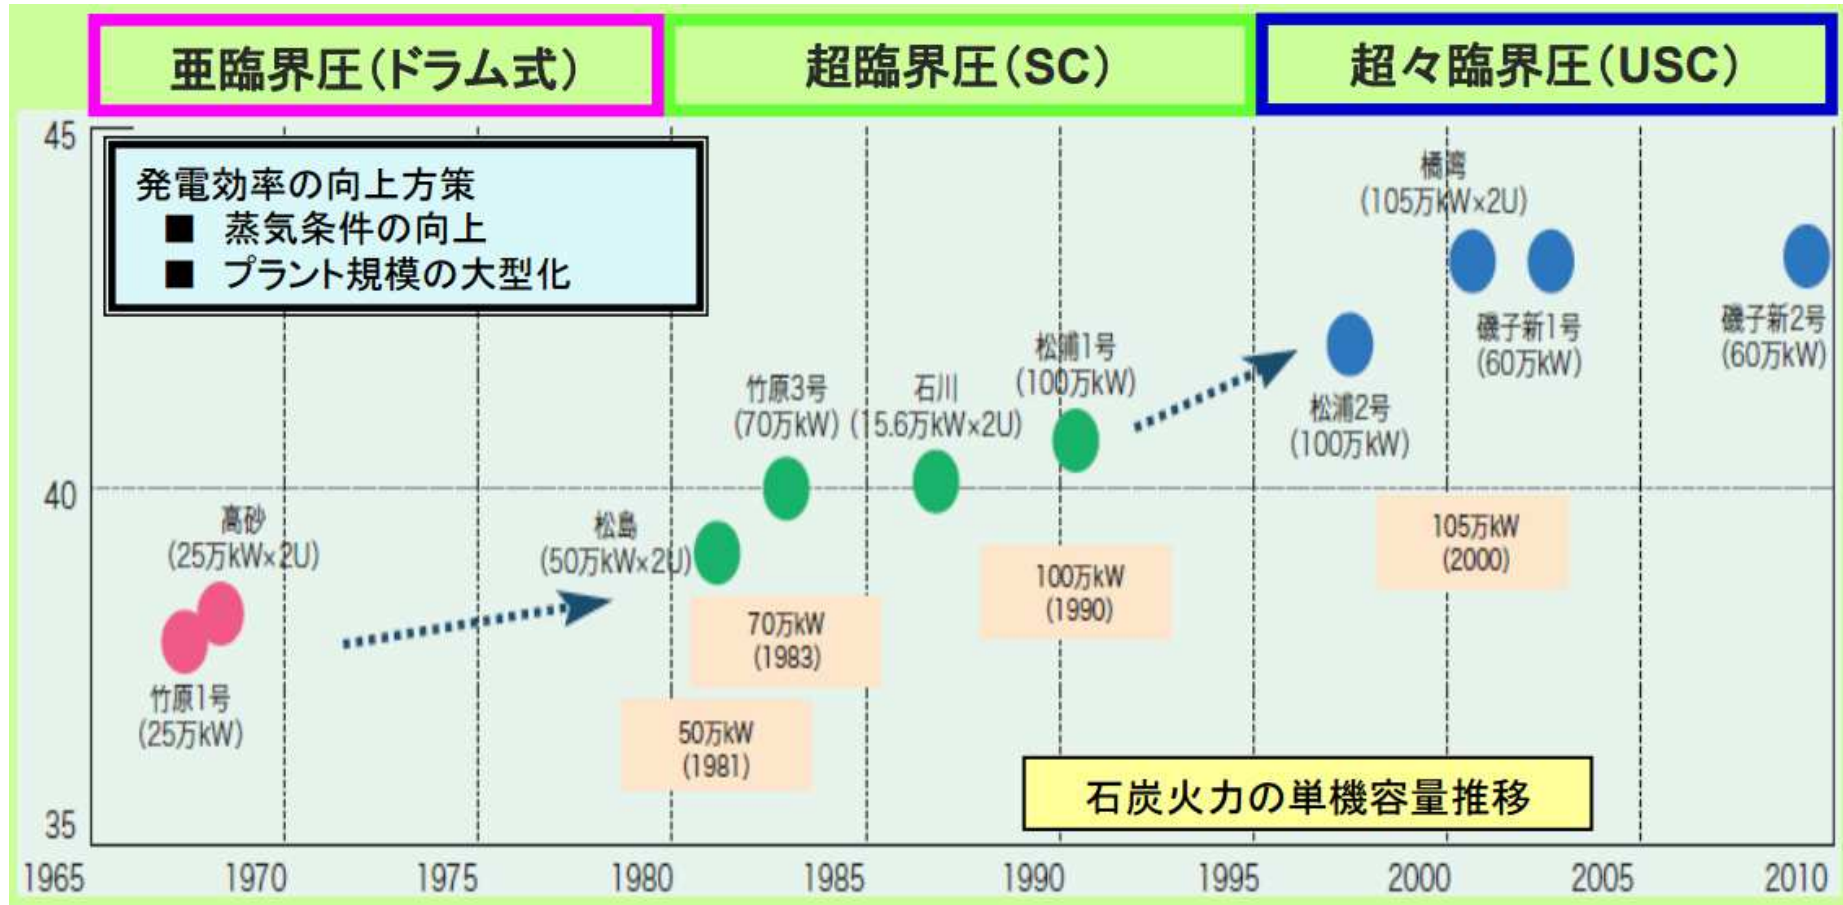 亜臨界圧(ドラム式)
超臨界圧(SC)
超々臨界圧(USC)
発電効率の向上方策
■ 蒸気条件の向上
■ プラント規模の大型化
45
40
35
橘湾
(105万kW×2U)
磯子新1号
(60万kW)
磯子新2号
(60万kW)
松浦2号
(100万kW)
松浦1号
(100万kW)
石川
(15.6万kW×2U)
竹原3号
(70万kW)
松島
(50万kW×2U)
高砂
(25万kW×2U)
竹原1号
(25万kW)
105万kW
(2000)
100万kW
(1990)
70万kW
(1983)
50万kW
(1981)
石炭火力の単機容量推移
1965 1970 1975 1980 1985 1990 1995 2000 2005 2010